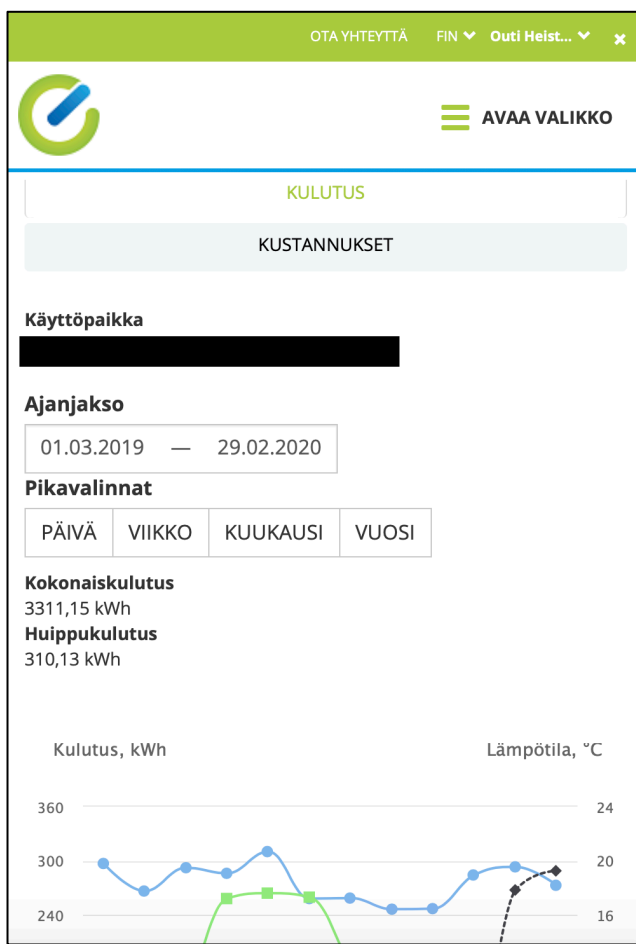 OTA YHTEYTTÄ FIN Outi Heist...
AVAA VALIKKO
KULUTUS
KUSTANNUKSET
Käyttöpaikka
Ajanjakso
01.03.2019 — 29.02.2020
Pikavalinnat
PÄIVÄ VIIKKO KUUKAUSI VUOSI
Kokonaiskulutus
3311,15 kWh
Huippukulutus
310,13 kWh
Kulutus, kWh Lämpötila, °C
360 24
300 20
240 16